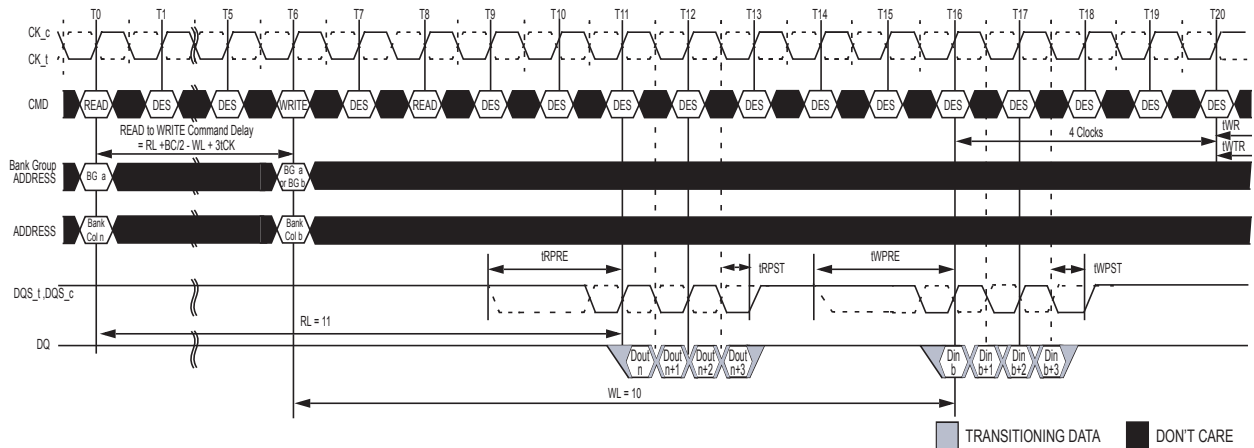 T0 T1 T5 T6 T7 T8 T9 T10 T11 T12 T13 T14 T15 T16 T17 T18 T19 T20
CK_c
CK_t
CMD READ DES DES WRITE DES READ DES DES DES DES DES DES DES DES DES DES DES DES
READ to WRITE Command Delay
= RL +BC/2 - WL + 3tCK
4 Clocks
tWR
tWTR
Bank Group
ADDRESS
BG a
BG a
or BG b
ADDRESS
Bank
Col n
Bank
Col b
tRPRE
tRPST
tWPRE
tWPST
DQS_t ,DQS_c
RL = 11
DQ
Dout
n
Dout
n+1
Dout
n+2
Dout
n+3
Din
b
Din
b+1
Din
b+2
Din
b+3
WL = 10
TRANSITIONING DATA
DON'T CARE